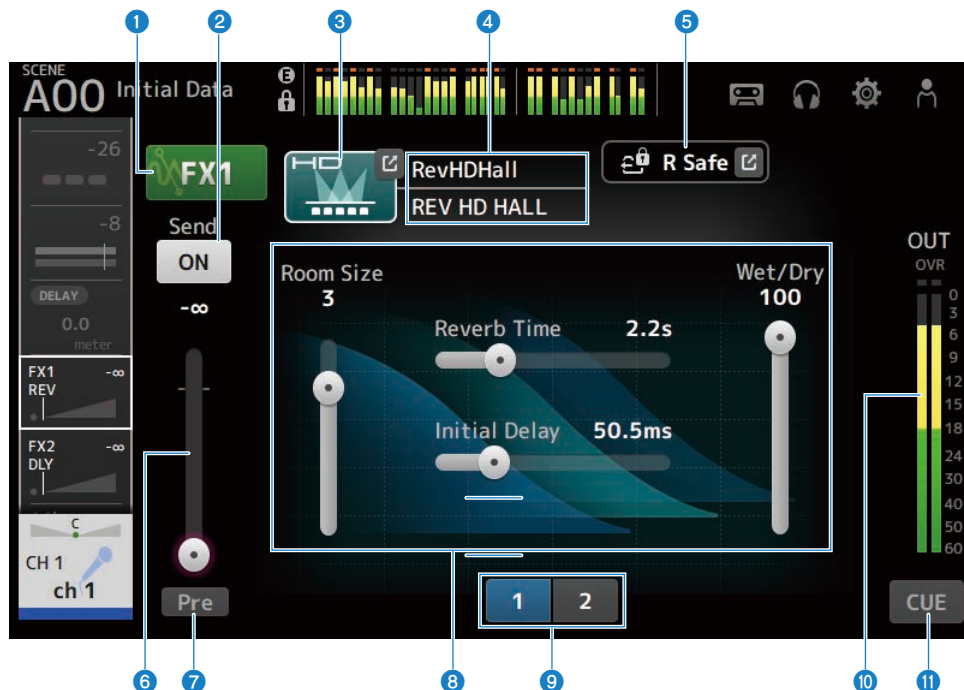 1 2 3 4 5
SCENE
A00 Initial Data
E
-26
FX1
HD
RevHDHall
REV HD HALL
R Safe
-8
Send
ON
-∞
DELAY
0.0
meter
FX1 -∞
REV
FX2 -∞
DLY
C
CH 1
ch 1
Pre
Room Size
3
Reverb Time 2.2s
Initial Delay 50.5ms
Wet/Dry
100
1 2
OUT
OVR
0
3
6
9
12
15
18
24
30
40
50
60
CUE
6 7 8 9 10 11